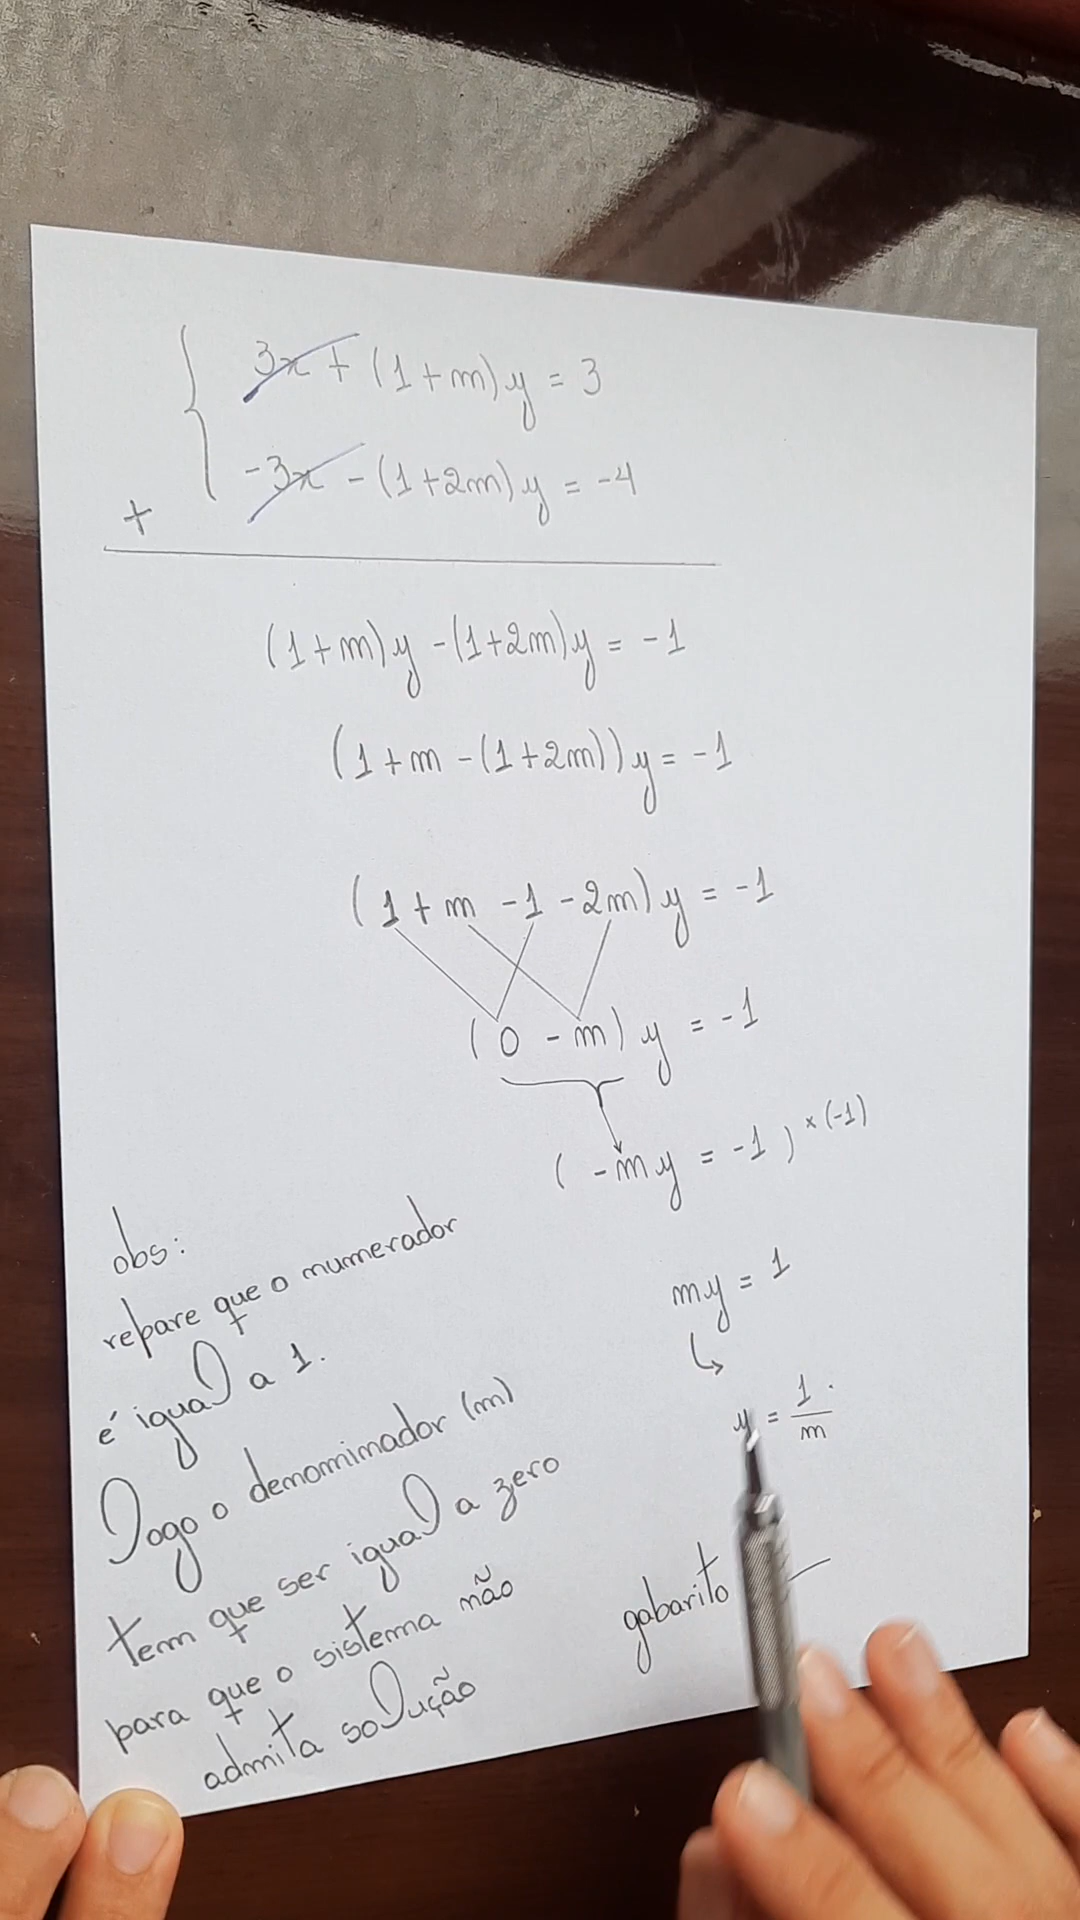 3x + (1+m)y = 3
-3x - (1+2m)y = -4
+
(1+m)y -(1+2m)y = -1
(1+m -(1+2m))y = -1
(1+m -1 -2m)y = -1
(0 - m) y = -1
( -my = -1 ) x (-1)
my = 1
y = 1/m
gabarito
obs:
repare que o numerador
é igual a 1.
Logo o denominador (m)
tem que ser igual a zero
para que o sistema não
admita solução